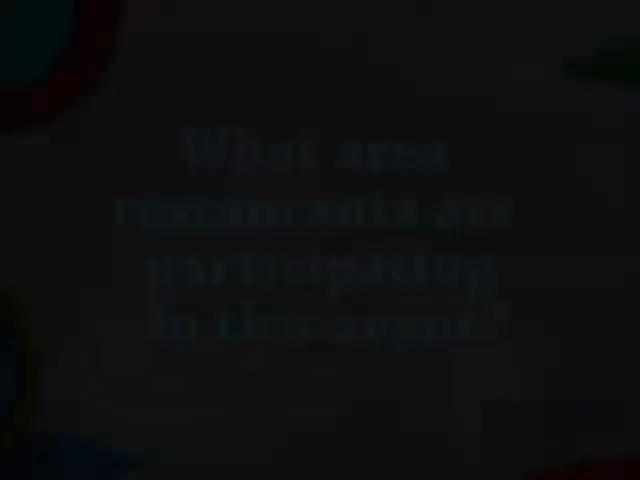 What area
restaurants are
participating
in this event?